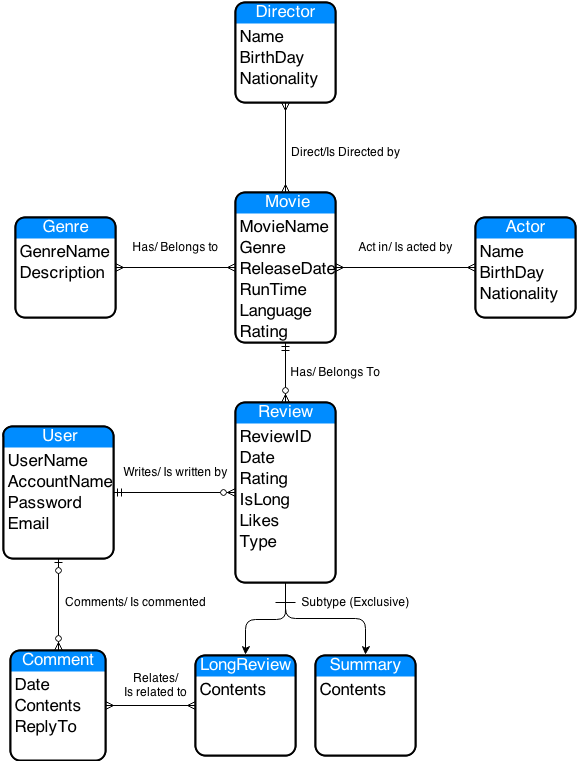 Director
Name
BirthDay
Nationality
Direct/Is Directed by
Genre
GenreName
Description
Has/ Belongs to
Movie
MovieName
Genre
ReleaseDate
RunTime
Language
Rating
Act in/ Is acted by
Actor
Name
BirthDay
Nationality
Has/ Belongs To
User
UserName
AccountName
Password
Email
Writes/ Is written by
Review
ReviewID
Date
Rating
IsLong
Likes
Type
Comments/ Is commented
Subtype (Exclusive)
Comment
Date
Contents
ReplyTo
Relates/
Is related to
LongReview
Contents
Summary
Contents